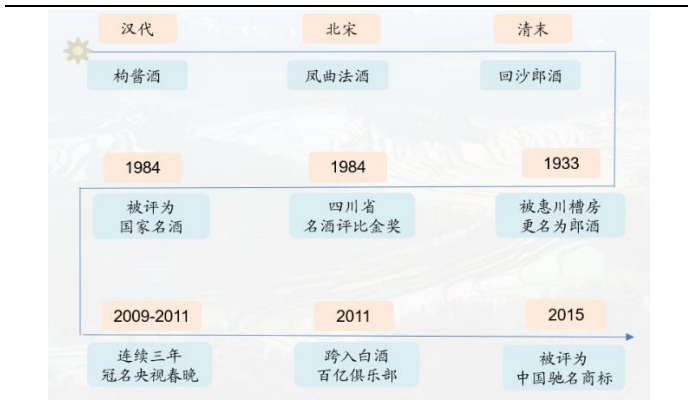 汉代
北宋
清末
枸酱酒
凤曲法酒
回沙郎酒
1984
1984
1933
被评为
国家名酒
四川省
名酒评比金奖
被惠川槽房
更名为郎酒
2009-2011
2011
2015
连续三年
冠名央视春晚
跨入白酒
百亿俱乐部
被评为
中国驰名商标